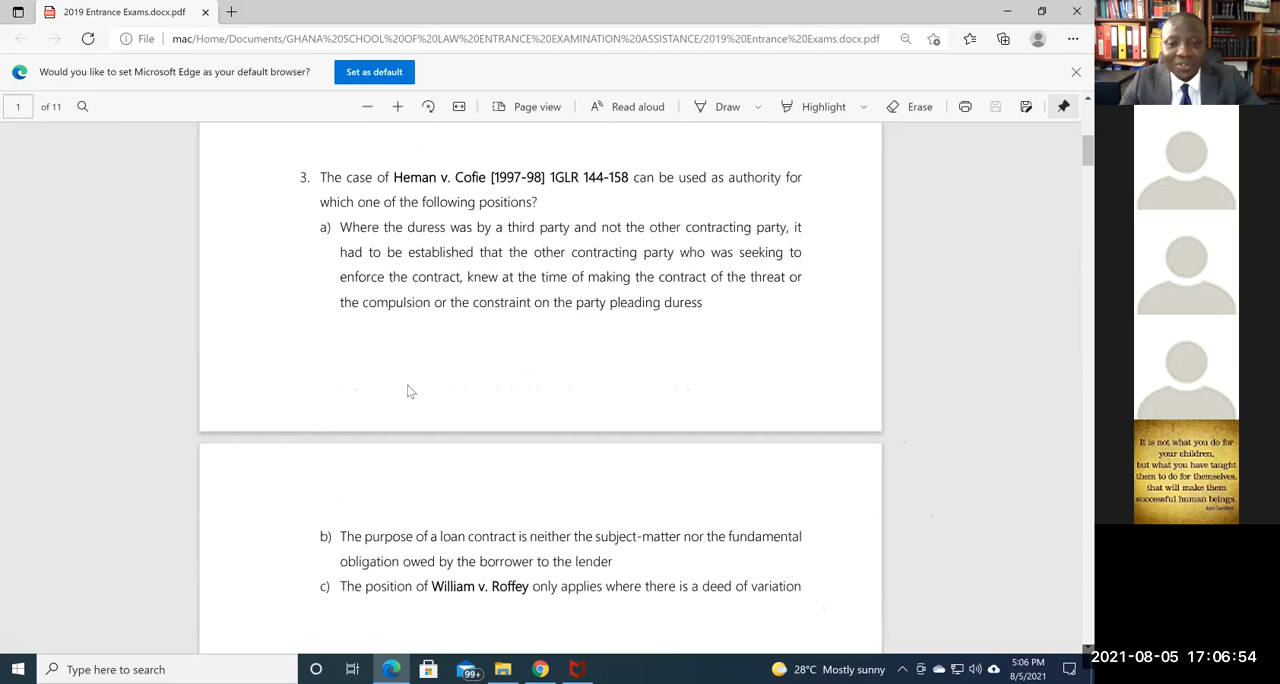 2019 Entrance Exams.docx.pdf
File
mac/Home/Documents/GHANA%20SCHOOL%20OF%20LAW%20ENTRANCE%20EXAMINATION%20ASSISTANCE/2019%20Entrance%20Exams.docx.pdf
Would you like to set Microsoft Edge as your default browser?
Set as default
1 of 11
Page view
Read aloud
Draw
Highlight
Erase
3. The case of Heman v. Cofie [1997-98] 1GLR 144-158 can be used as authority for
which one of the following positions?
a) Where the duress was by a third party and not the other contracting party, it
had to be established that the other contracting party who was seeking to
enforce the contract, knew at the time of making the contract of the threat or
the compulsion or the constraint on the party pleading duress
b) The purpose of a loan contract is neither the subject-matter nor the fundamental
obligation owed by the borrower to the lender
c) The position of William v. Roffey only applies where there is a deed of variation
It is not what you do for
your children,
but what you have taught
them to do for themselves,
that will make them
successful human beings.
Ann Landers
Type here to search
99+
28°C Mostly sunny
5:06 PM
8/5/2021
2021-08-05 17:06:54